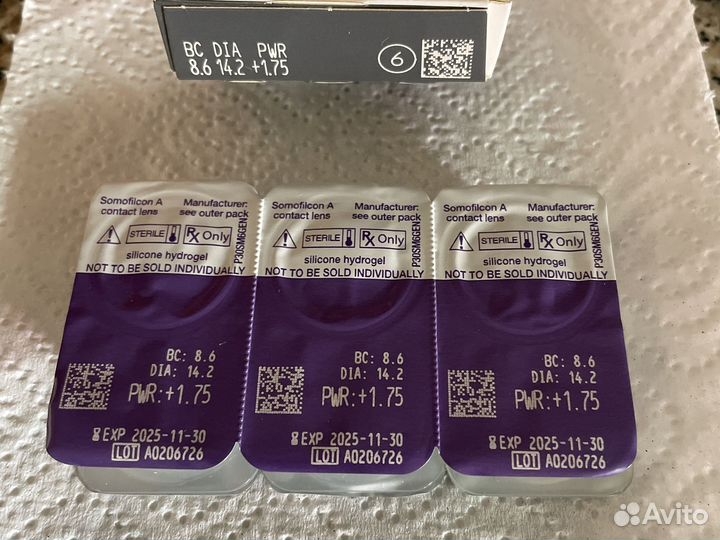 BC DIA PWR
8.6 14.2 +1.75
6
Somofilcon A
contact lens
Manufacturer:
see outer pack
STERILE
Rx Only
silicone hydrogel
P30SM6GEN
NOT TO BE SOLD INDIVIDUALLY
BC: 8.6
DIA: 14.2
PWR:+1.75
EXP 2025-11-30
LOT A0206726
Somofilcon A
contact lens
Manufacturer:
see outer pack
STERILE
Rx Only
silicone hydrogel
P30SM6GEN
NOT TO BE SOLD INDIVIDUALLY
BC: 8.6
DIA: 14.2
PWR:+1.75
EXP 2025-11-30
LOT A0206726
Somofilcon A
contact lens
Manufacturer:
see outer pack
STERILE
Rx Only
silicone hydrogel
P30SM6GEN
NOT TO BE SOLD INDIVIDUALLY
BC: 8.6
DIA: 14.2
PWR:+1.75
EXP 2025-11-30
LOT A0206726
Avito